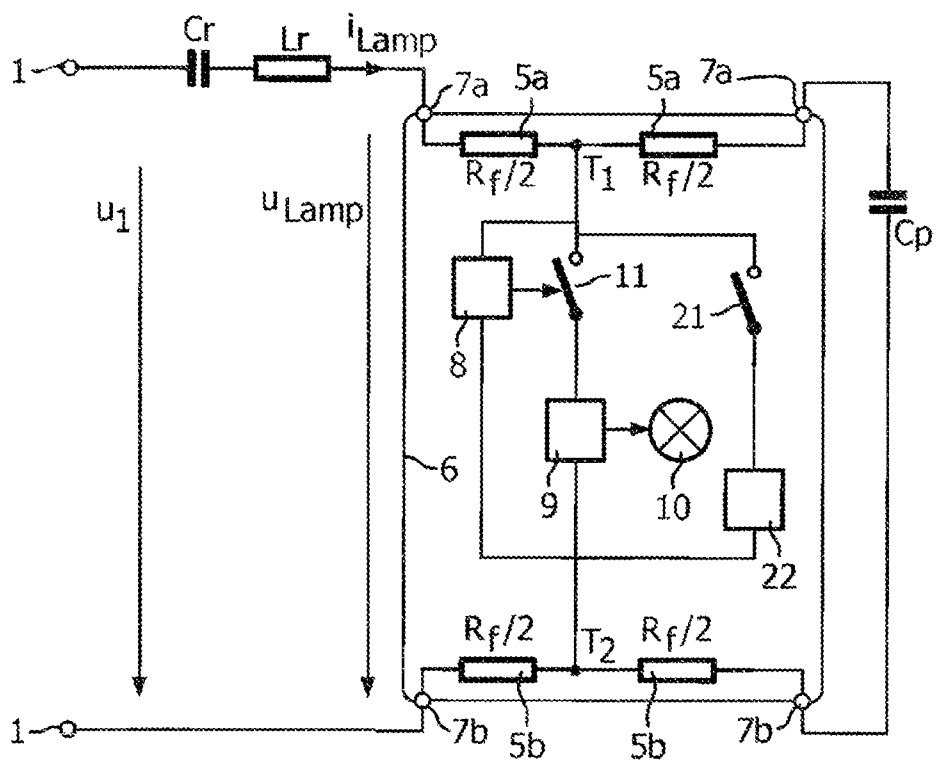 Cr Lr iLamp
1 7a 5a 5a 7a
Rf/2 T1 Rf/2
u1 uLamp Cp
11 21
8
6 9 10
22
Rf/2 T2 Rf/2
1 7b 5b 5b 7b